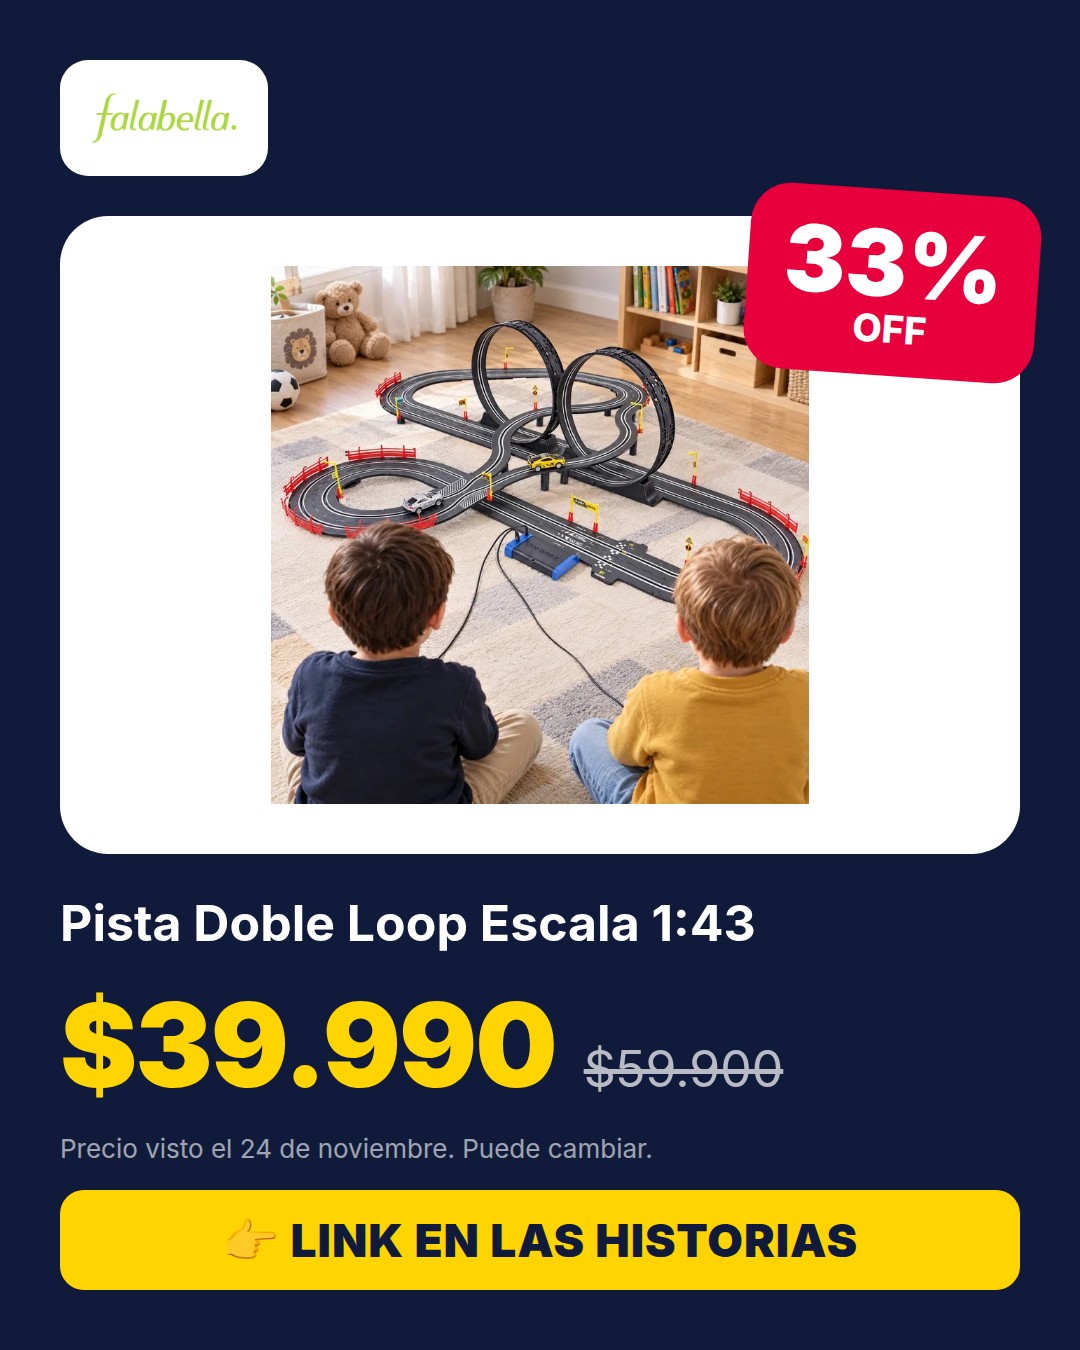 falabella.
33%
OFF
Pista Doble Loop Escala 1:43
$39.990 $59.900
Precio visto el 24 de noviembre. Puede cambiar.
👉 LINK EN LAS HISTORIAS